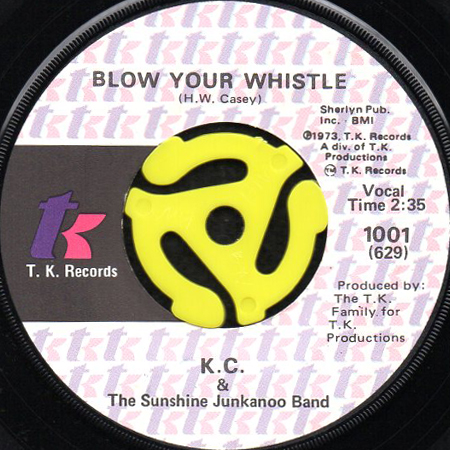 BLOW YOUR WHISTLE
(H.W. Casey)
Sherlyn Pub.
Inc. - BMI
℗1973, T.K. Records
A div. of T.K.
Productions
™ T.K. Records
Vocal
Time 2:35
1001
(629)
tk
T. K. Records
Produced by:
The T.K.
Family for
T.K.
Productions
K.C.
&
The Sunshine Junkanoo Band